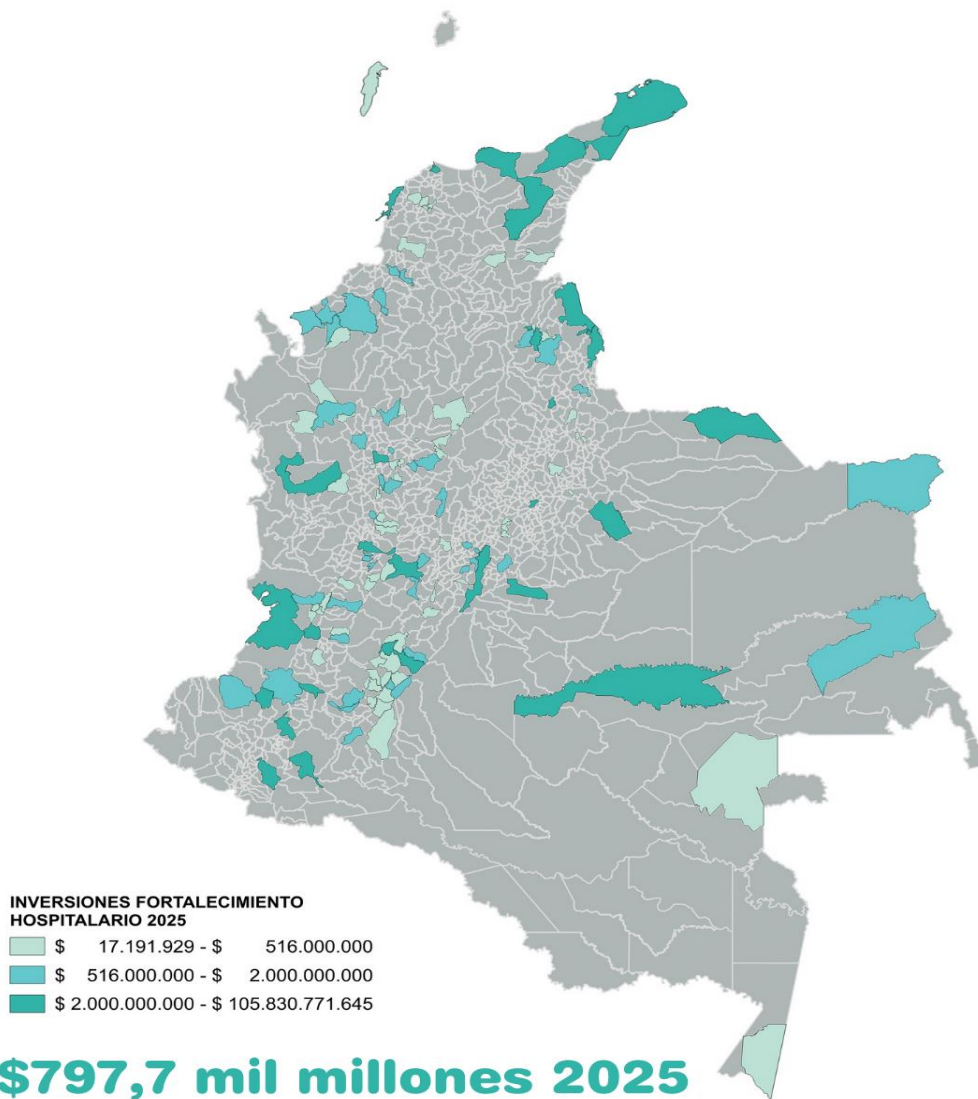 INVERSIONES FORTALECIMIENTO
HOSPITALARIO 2025
$ 17.191.929 - $ 516.000.000
$ 516.000.000 - $ 2.000.000.000
$ 2.000.000.000 - $ 105.830.771.645
$797,7 mil millones 2025